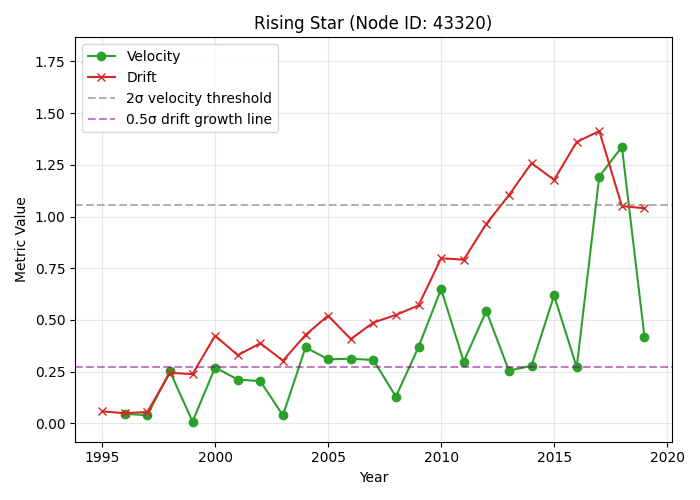 Rising Star (Node ID: 43320)
Velocity
Drift
2σ velocity threshold
0.5σ drift growth line
Metric Value
1.75
1.50
1.25
1.00
0.75
0.50
0.25
0.00
1995 2000 2005 2010 2015 2020
Year